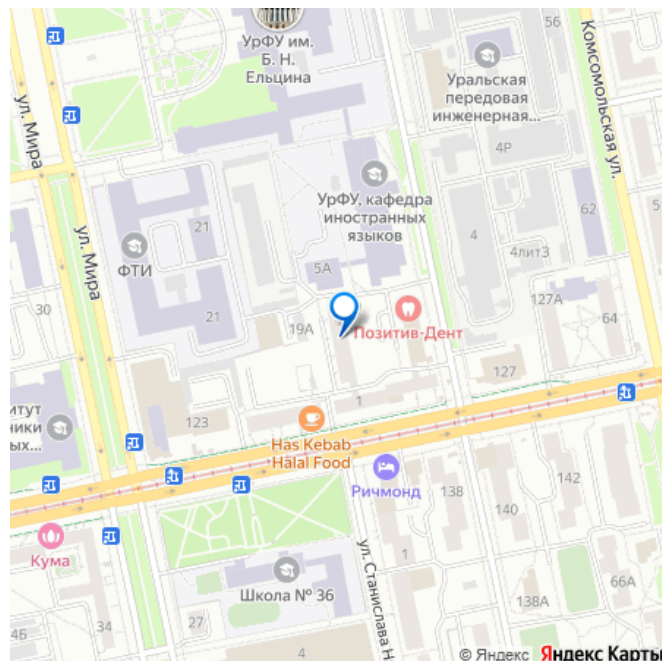 56
УрФУ им.
Б. Н.
Ельцина
Уральская
передовая
инженерная...
Комсомольская ул.
ул. Мира
4Р
УрФУ, кафедра
иностранных
языков
21
62
ФТИ
ул. Мира
4
4лит3
5А
30
21
19А
127А
64
Позитив-Дент
127
1
123
Has Kebab
Halal Food
Ричмонд
138
142
140
Кума
ул. Станислава Н
1
Школа № 36
66А
138А
34
27
4Б
4
© Яндекс Яндекс Карты